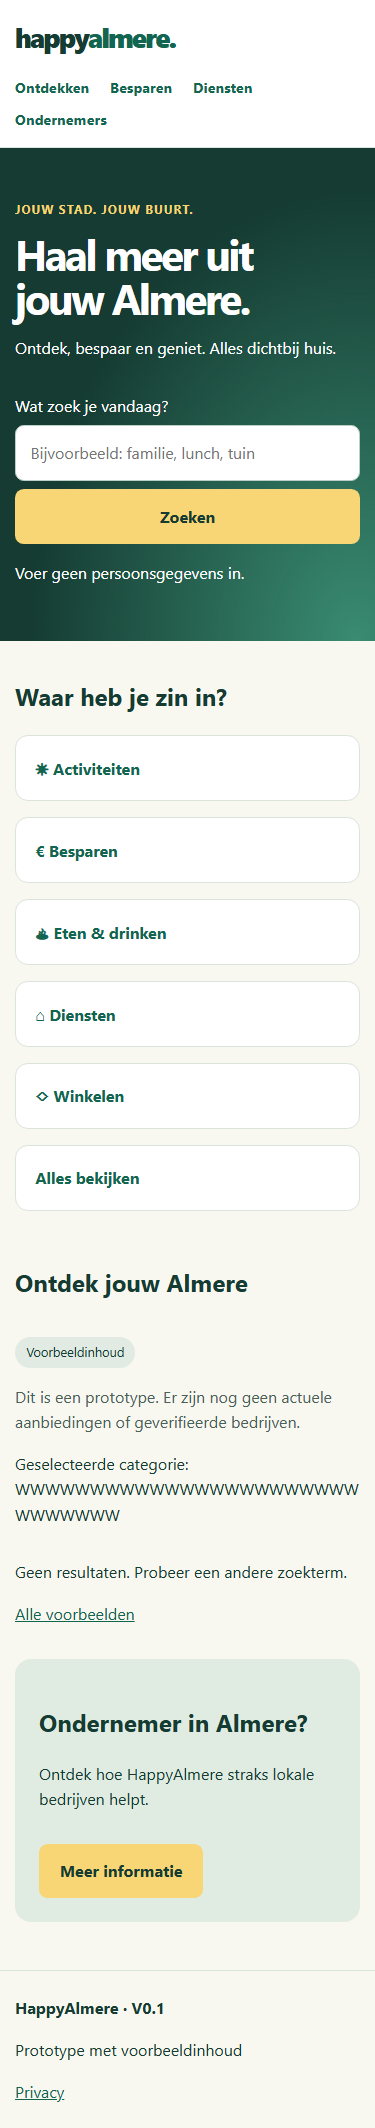 happyalmere.
Ontdekken Besparen Diensten
Ondernemers
JOUW STAD. JOUW BUURT.
Haal meer uit
jouw Almere.
Ontdek, bespaar en geniet. Alles dichtbij huis.
Wat zoek je vandaag?
Bijvoorbeeld: familie, lunch, tuin
Zoeken
Voer geen persoonsgegevens in.
Waar heb je zin in?
Activiteiten
€ Besparen
Eten & drinken
⌂ Diensten
Winkelen
Alles bekijken
Ontdek jouw Almere
Voorbeeldinhoud
Dit is een prototype. Er zijn nog geen actuele
aanbiedingen of geverifieerde bedrijven.
Geselecteerde categorie:
WWWWWWWWWWWWWWWWWWWWWWW
WWWWWWW
Geen resultaten. Probeer een andere zoekterm.
Alle voorbeelden
Ondernemer in Almere?
Ontdek hoe HappyAlmere straks lokale
bedrijven helpt.
Meer informatie
HappyAlmere · V0.1
Prototype met voorbeeldinhoud
Privacy